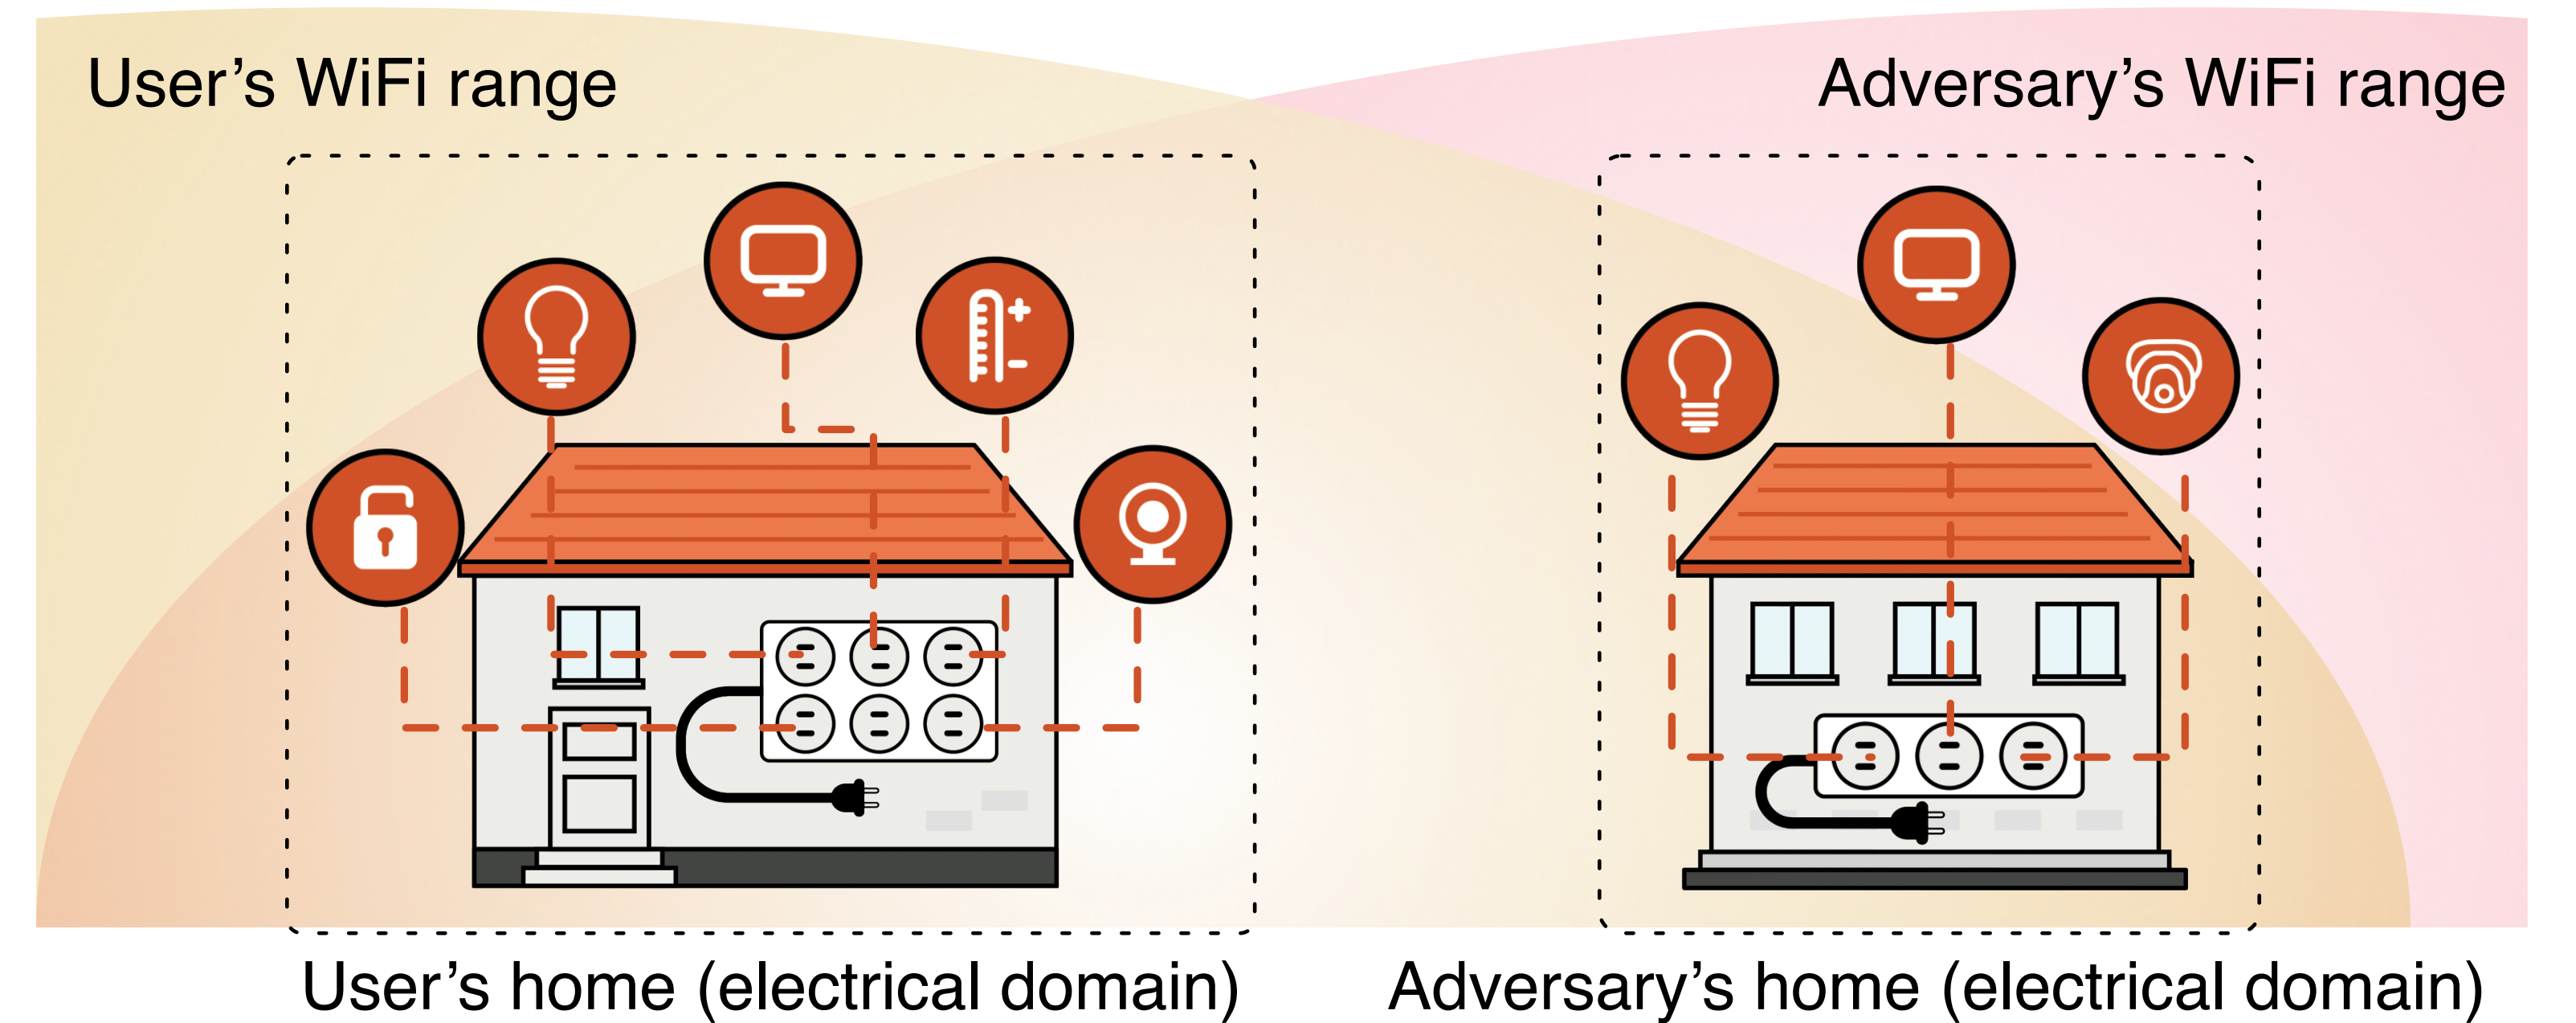 User’s WiFi range
Adversary’s WiFi range
User’s home (electrical domain)
Adversary’s home (electrical domain)